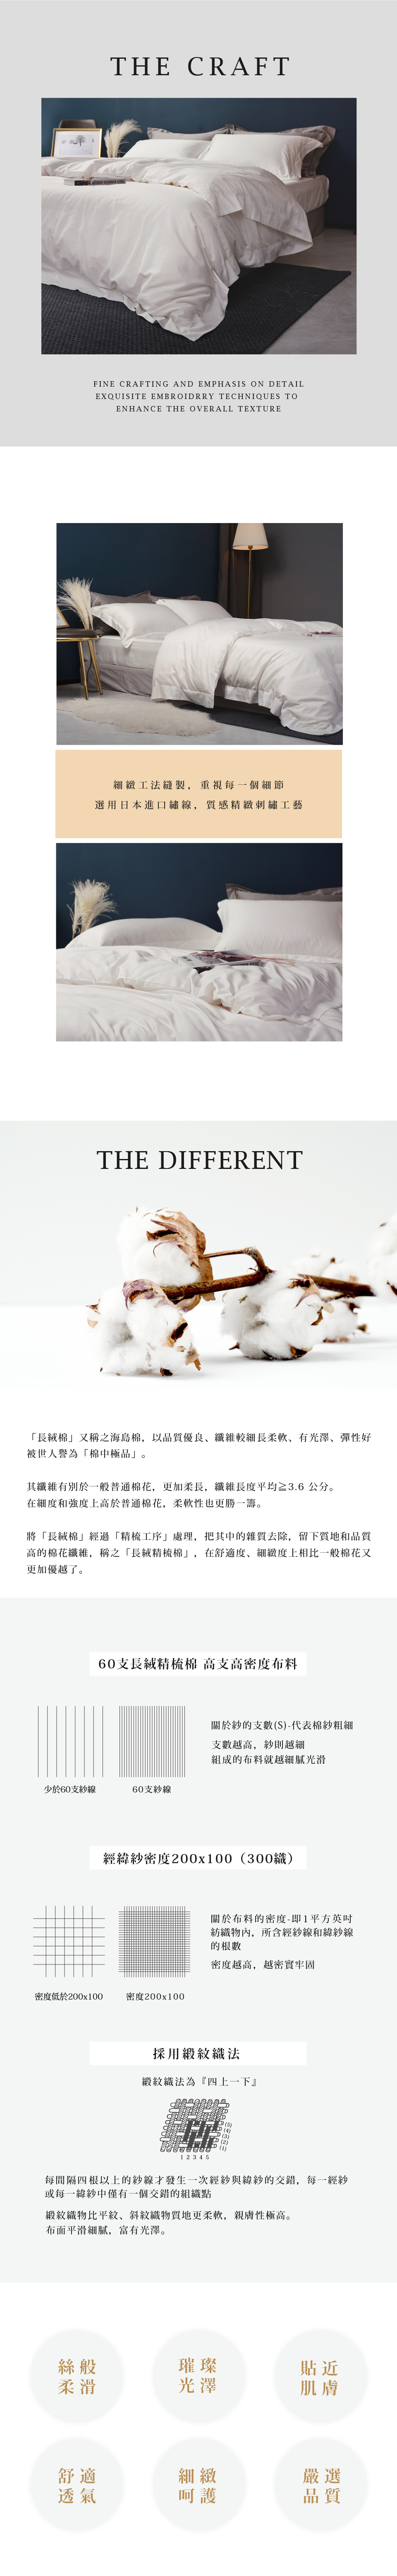 THE CRAFT
FINE CRAFTING AND EMPHASIS ON DETAIL
EXQUISITE EMBROIDRRY TECHNIQUES TO
ENHANCE THE OVERALL TEXTURE
細緻工法縫製，重視每一個細節
選用日本進口繡線，質感精緻刺繡工藝
THE DIFFERENT
「長絨棉」又稱之海島棉，以品質優良、纖維較細長柔軟、有光澤、彈性好
被世人譽為「棉中極品」。
其纖維有別於一般普通棉花，更加柔長，纖維長度平均≧3.6 公分。
在細度和強度上高於普通棉花，柔軟性也更勝一籌。
將「長絨棉」經過「精梳工序」處理，把其中的雜質去除，留下質地和品質
高的棉花纖維，稱之「長絨精梳棉」，在舒適度、細緻度上相比一般棉花又
更加優越了。
60支長絨精梳棉 高支高密度布料
關於紗的支數(S)-代表棉紗粗細
支數越高，紗則越細
組成的布料就越細膩光滑
少於60支紗線
60支紗線
經緯紗密度200x100（300織）
關於布料的密度-即1平方英吋
紡織物內，所含經紗線和緯紗線
的根數
密度越高，越密實牢固
密度低於200x100
密度200x100
採用緞紋織法
緞紋織法為『四上一下』
(5)
(4)
(3)
(2)
(1)
1 2 3 4 5
每間隔四根以上的紗線才發生一次經紗與緯紗的交錯，每一經紗
或每一緯紗中僅有一個交錯的組織點
緞紋織物比平紋、斜紋織物質地更柔軟，親膚性極高。
布面平滑細膩，富有光澤。
絲般
柔滑
璀璨
光澤
貼近
肌膚
舒適
透氣
細緻
呵護
嚴選
品質